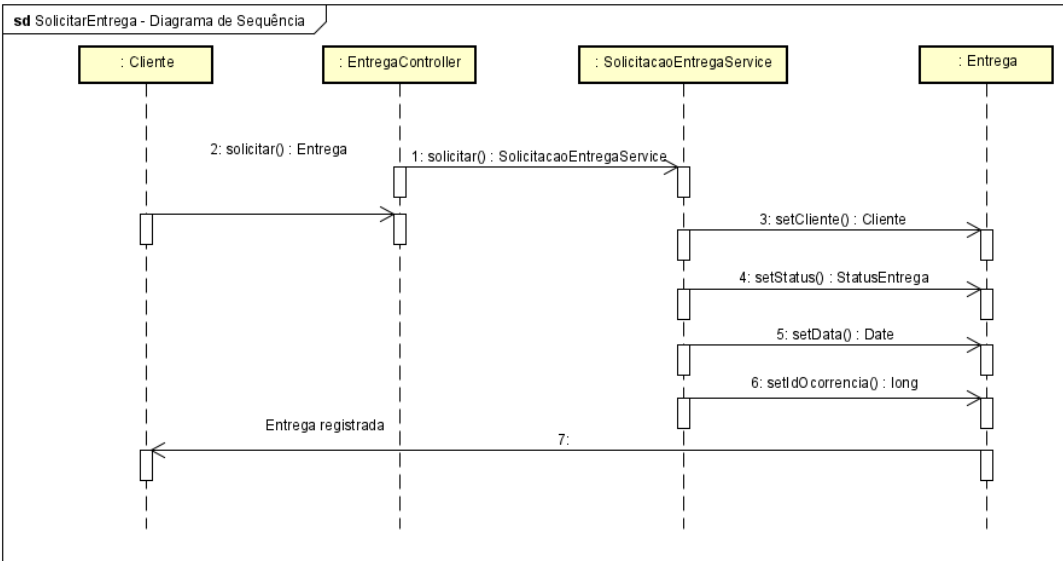 sd SolicitarEntrega - Diagrama de Sequência
: Cliente
: EntregaController
: SolicitacaoEntregaService
: Entrega
2: solicitar() : Entrega
1: solicitar() : SolicitacaoEntregaService
3: setCliente() : Cliente
4: setStatus() : StatusEntrega
5: setData() : Date
6: setIdOcorrencia() : long
Entrega registrada
7: